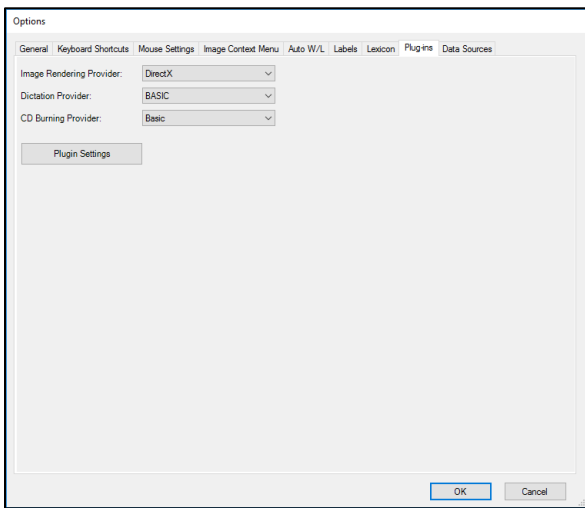 Options
General Keyboard Shortcuts Mouse Settings Image Context Menu Auto W/L Labels Lexicon Plug-ins Data Sources
Image Rendering Provider: DirectX
Dictation Provider: BASIC
CD Burning Provider: Basic
Plugin Settings
OK Cancel